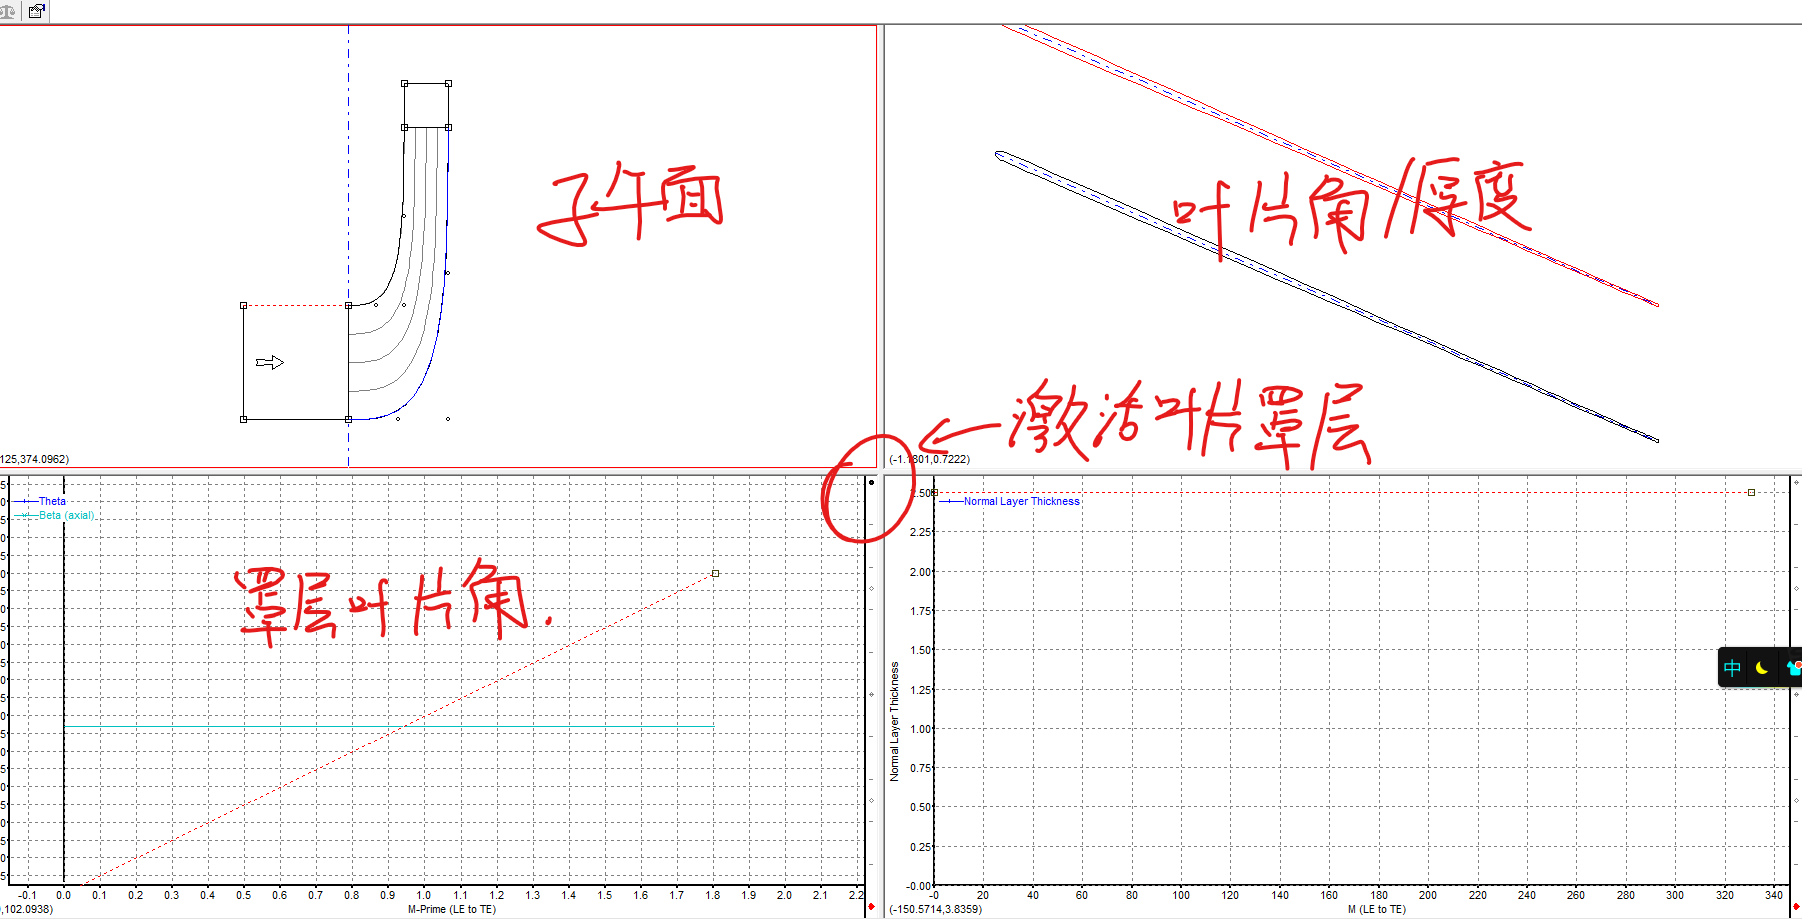 子午面
叶片角/厚度
125,374.0962)
激活叶片罩层
(-1.1801,0.7222)
Theta
Beta (axial)
罩层叶片角.
-0.1 0.0 0.1 0.2 0.3 0.4 0.5 0.6 0.7 0.8 0.9 1.0 1.1 1.2 1.3 1.4 1.5 1.6 1.7 1.8 1.9 2.0 2.1 2.2
,102.0938)
M-Prime (LE to TE)
Normal Layer Thickness
2.50
2.25
2.00
1.75
1.50
1.25
1.00
0.75
0.50
0.25
-0.00
Normal Layer Thickness
20 40 60 80 100 120 140 160 180 200 220 240 260 280 300 320 340
(-150.5714,3.8359)
M (LE to TE)
中